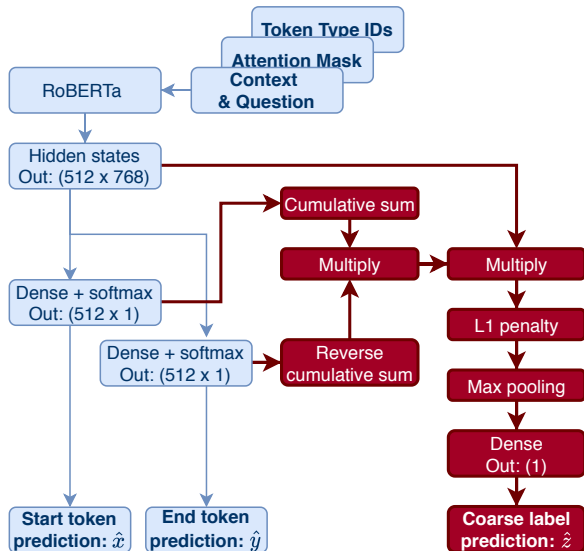 Token Type IDs
Attention Mask
Context
& Question
RoBERTa
Hidden states
Out: (512 x 768)
Cumulative sum
Multiply
Multiply
Dense + softmax
Out: (512 x 1)
L1 penalty
Dense + softmax
Out: (512 x 1)
Reverse
cumulative sum
Max pooling
Dense
Out: (1)
Start token
prediction: x̂
End token
prediction: ŷ
Coarse label
prediction: ẑ